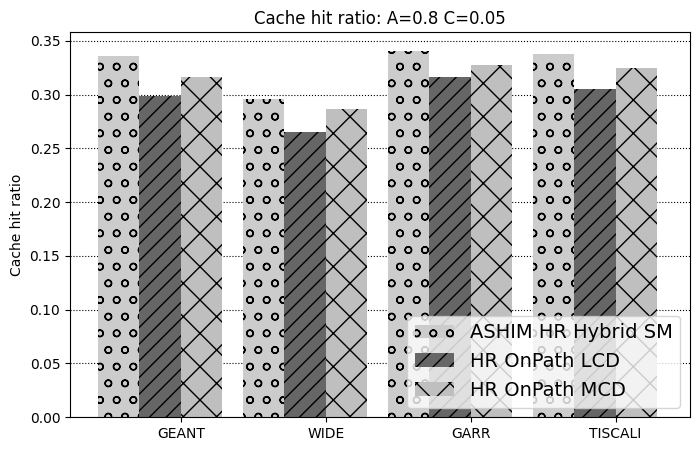 Cache hit ratio: A=0.8 C=0.05
Cache hit ratio
0.35
0.30
0.25
0.20
0.15
0.10
0.05
0.00
GEANT WIDE GARR TISCALI
ASHIM HR Hybrid SM
HR OnPath LCD
HR OnPath MCD